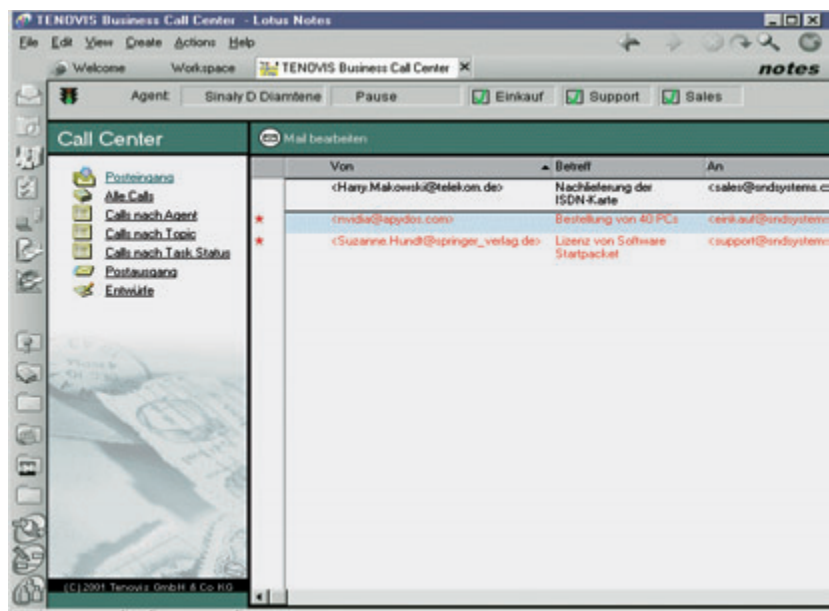 TENOVIS Business Call Center - Lotus Notes
File Edit View Create Actions Help
Welcome Workspace TENOVIS Business Call Center notes
Agent: Sinaly D Diamtene Pause Einkauf Support Sales
Call Center Mail bearbeiten
Von Betreff An
Posteingang
Alle Calls
Calls nach Agent
Calls nach Topic
Calls nach Task Status
Postausgang
Entwürfe
<Harry.Makowski@telekom.de> Nachlieferung der ISDN-Karte <sales@sndsystems.c
<nvidia@apydos.com> Bestellung von 40 PCs <einkauf@sndsystems
<Suzanne.Hundt@springer_verlag.de> Lizenz von Software Startpacket <support@sndsystems
(C) 2001 Tenovis GmbH & Co KG